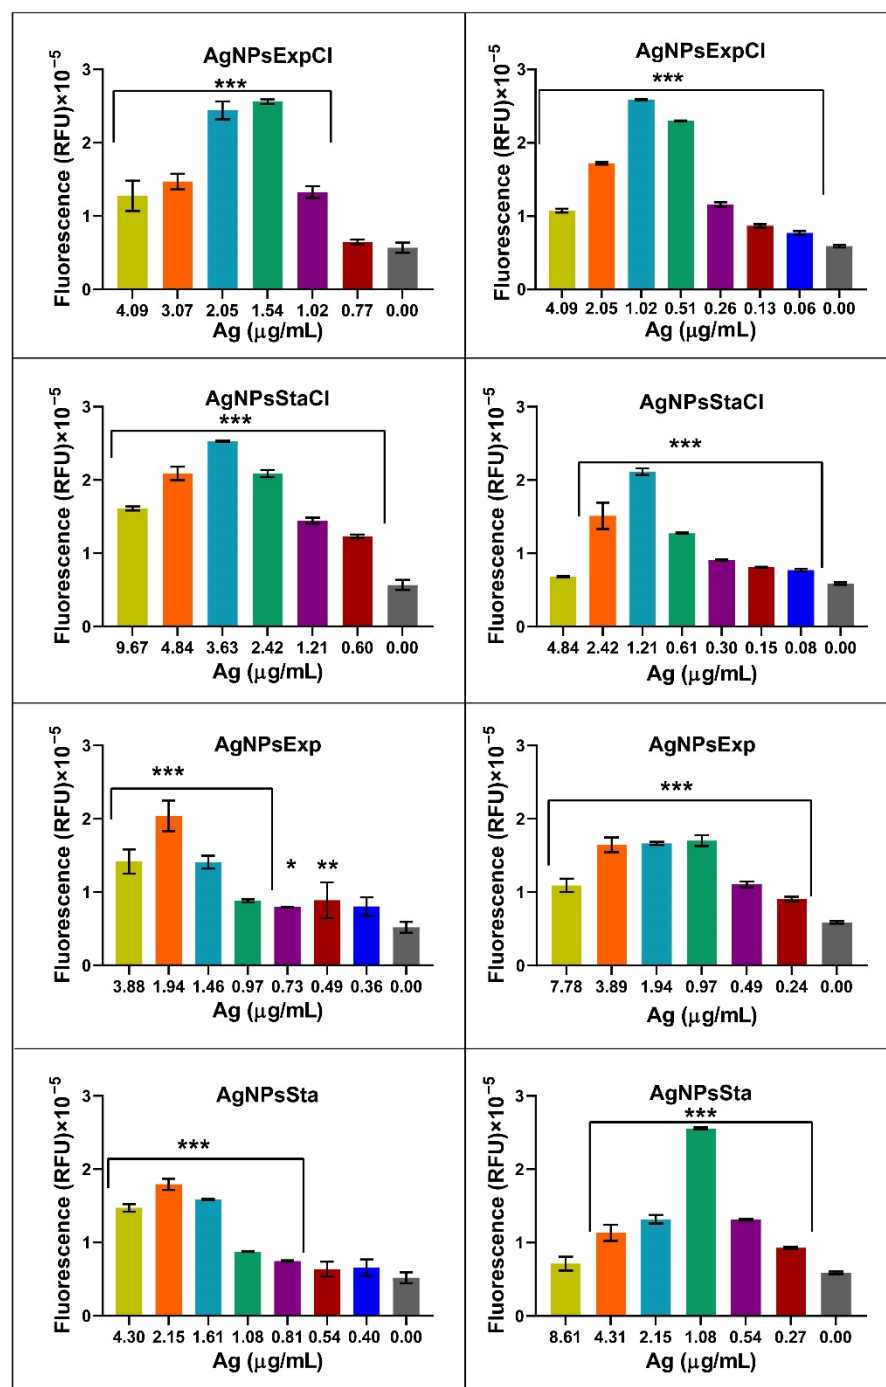 AgNPsExpCl
***
Fluorescence (RFU)×10⁻⁵
3
2
1
0
4.09 3.07 2.05 1.54 1.02 0.77 0.00
Ag (μg/mL)
AgNPsExpCl
***
Fluorescence (RFU)×10⁻⁵
3
2
1
0
4.09 2.05 1.02 0.51 0.26 0.13 0.06 0.00
Ag (μg/mL)
AgNPsStaCl
***
Fluorescence (RFU)×10⁻⁵
3
2
1
0
9.67 4.84 3.63 2.42 1.21 0.60 0.00
Ag (μg/mL)
AgNPsStaCl
***
Fluorescence (RFU)×10⁻⁵
3
2
1
0
4.84 2.42 1.21 0.61 0.30 0.15 0.08 0.00
Ag (μg/mL)
AgNPsExp
***
* **
Fluorescence (RFU)×10⁻⁵
3
2
1
0
3.88 1.94 1.46 0.97 0.73 0.49 0.36 0.00
Ag (μg/mL)
AgNPsExp
***
Fluorescence (RFU)×10⁻⁵
3
2
1
0
7.78 3.89 1.94 0.97 0.49 0.24 0.00
Ag (μg/mL)
AgNPsSta
***
Fluorescence (RFU)×10⁻⁵
3
2
1
0
4.30 2.15 1.61 1.08 0.81 0.54 0.40 0.00
Ag (μg/mL)
AgNPsSta
***
Fluorescence (RFU)×10⁻⁵
3
2
1
0
8.61 4.31 2.15 1.08 0.54 0.27 0.00
Ag (μg/mL)